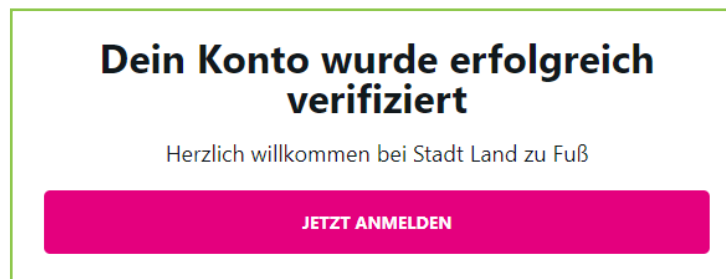 Dein Konto wurde erfolgreich
verifiziert
Herzlich willkommen bei Stadt Land zu Fuß
JETZT ANMELDEN